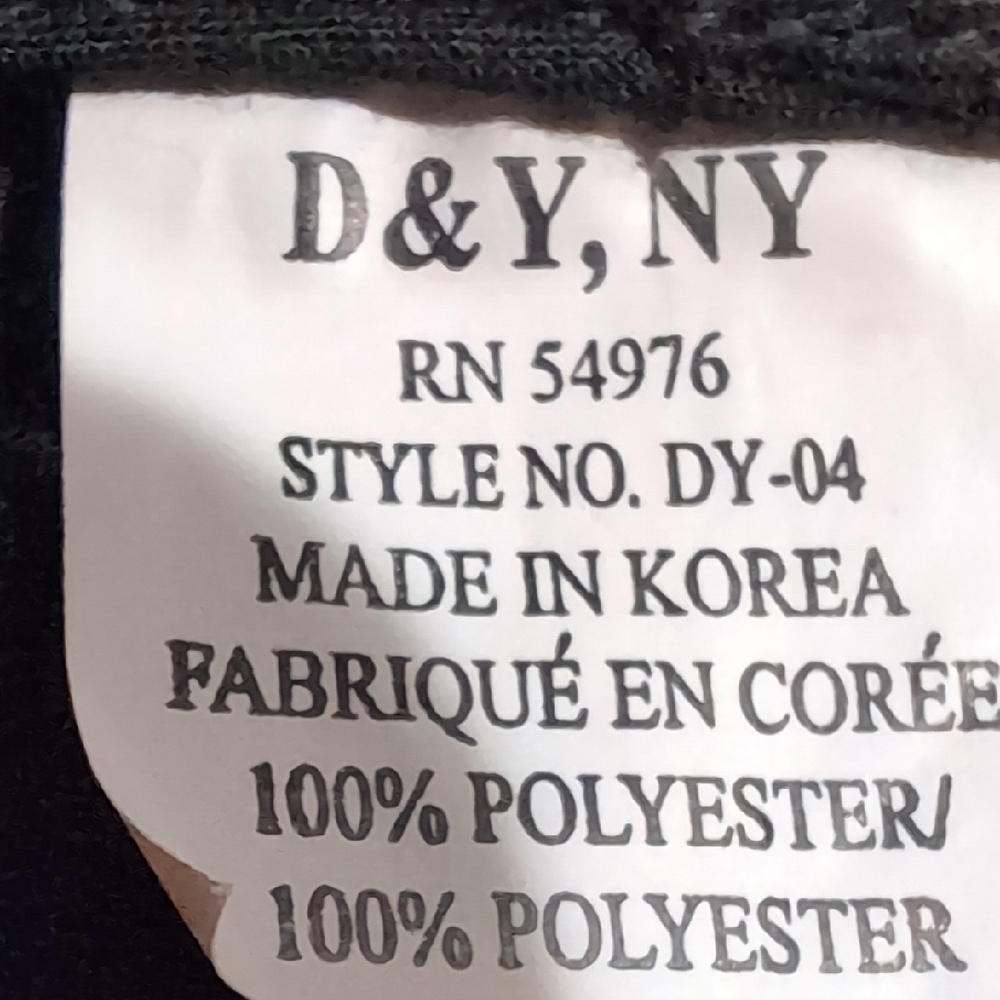 D&Y, NY
RN 54976
STYLE NO. DY-04
MADE IN KOREA
FABRIQUÉ EN CORÉE
100% POLYESTER/
100% POLYESTER